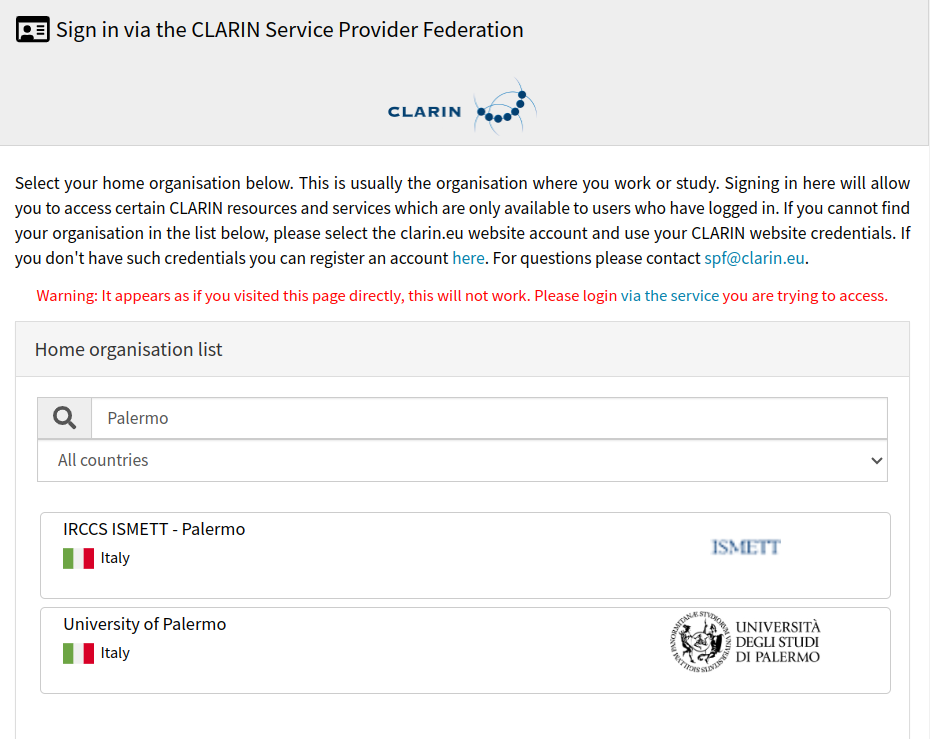 Sign in via the CLARIN Service Provider Federation
CLARIN
Select your home organisation below. This is usually the organisation where you work or study. Signing in here will allow
you to access certain CLARIN resources and services which are only available to users who have logged in. If you cannot find
your organisation in the list below, please select the clarin.eu website account and use your CLARIN website credentials. If
you don't have such credentials you can register an account here. For questions please contact spf@clarin.eu.
Warning: It appears as if you visited this page directly, this will not work. Please login via the service you are trying to access.
Home organisation list
Palermo
All countries
IRCCS ISMETT - Palermo
Italy
ISMETT
University of Palermo
Italy
UNIVERSITÀ
DEGLI STUDI
DI PALERMO